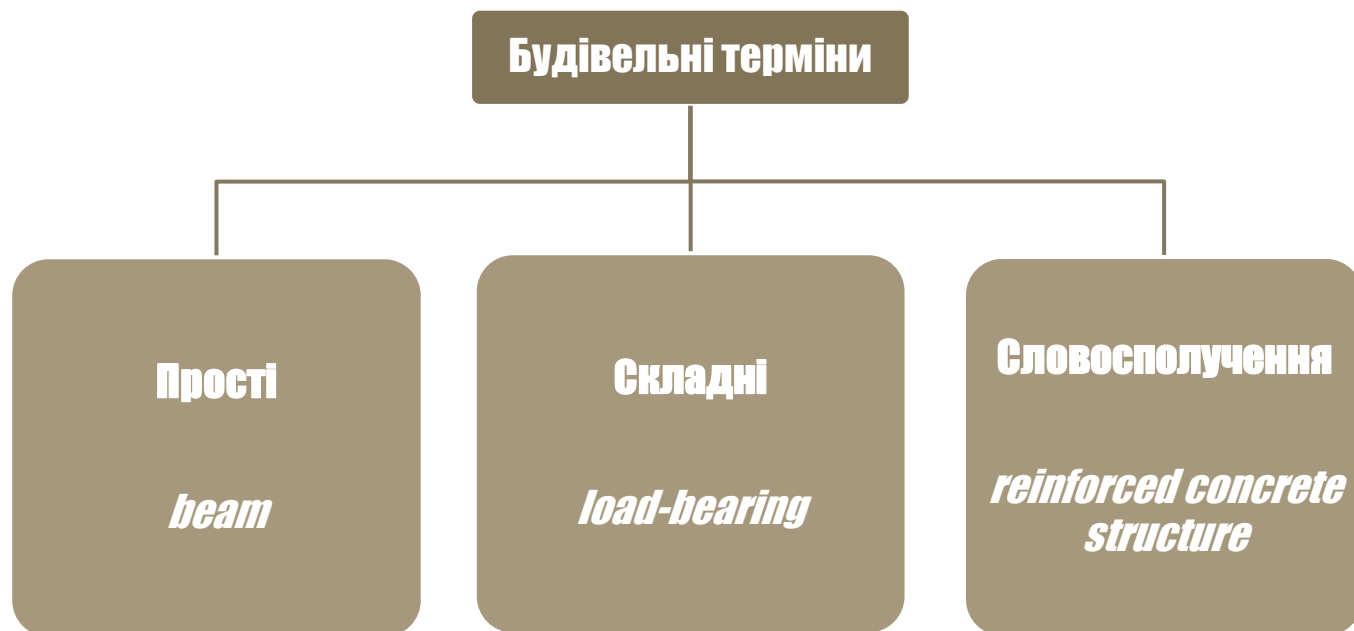 Будівельні терміни
Прості
beam
Складні
load-bearing
Словосполучення
reinforced concrete
structure